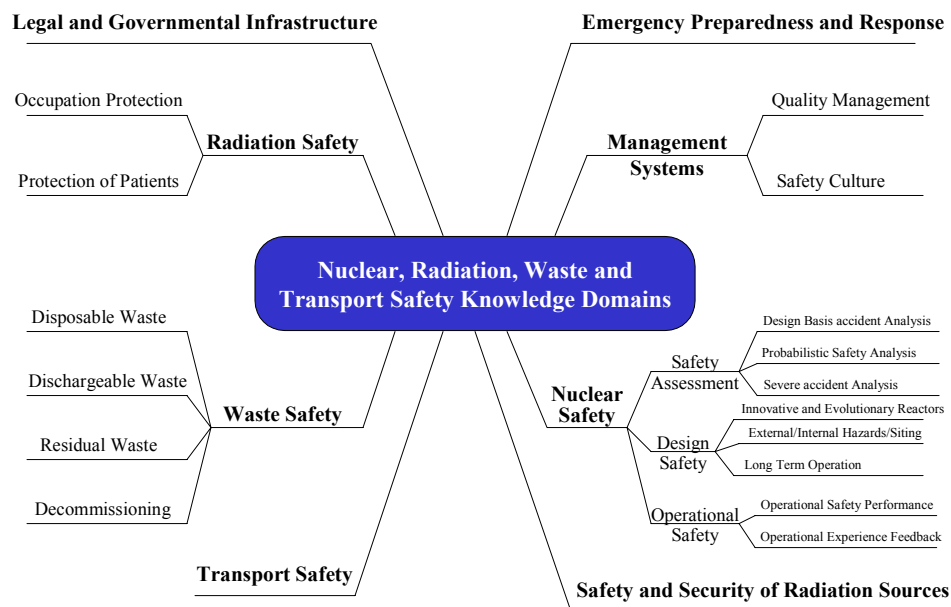 Legal and Governmental Infrastructure
Emergency Preparedness and Response
Occupation Protection
Radiation Safety
Protection of Patients
Quality Management
Management
Systems
Safety Culture
Nuclear, Radiation, Waste and
Transport Safety Knowledge Domains
Disposable Waste
Dischargeable Waste
Waste Safety
Residual Waste
Decommissioning
Nuclear
Safety
Safety
Assessment
Design Basis accident Analysis
Probabilistic Safety Analysis
Severe accident Analysis
Design
Safety
Innovative and Evolutionary Reactors
External/Internal Hazards/Siting
Long Term Operation
Operational
Safety
Operational Safety Performance
Operational Experience Feedback
Transport Safety
Safety and Security of Radiation Sources